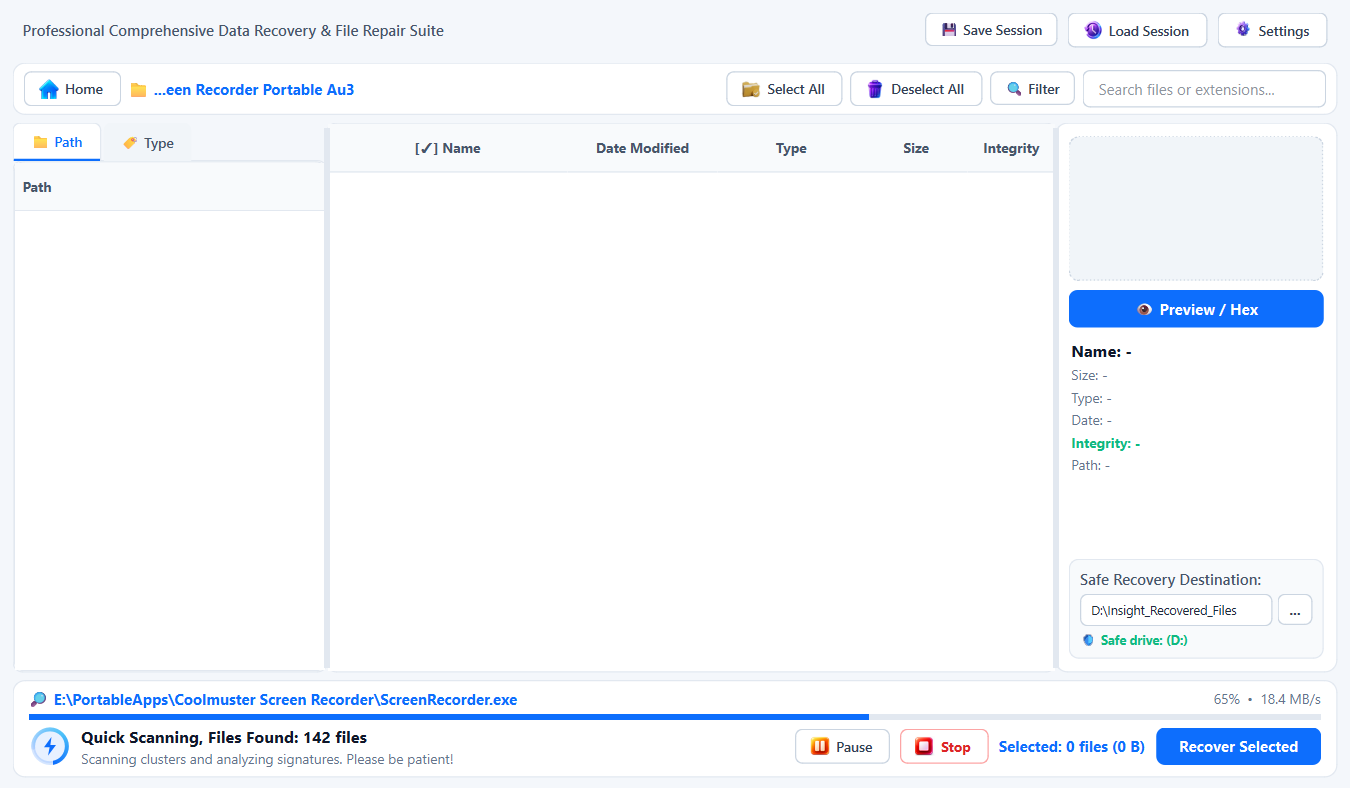 Professional Comprehensive Data Recovery & File Repair Suite
Save Session
Load Session
Settings
Home
...een Recorder Portable Au3
Select All
Deselect All
Filter
Search files or extensions...
Path
Type
[✓] Name
Date Modified
Type
Size
Integrity
Path
Preview / Hex
Name: -
Size: -
Type: -
Date: -
Integrity: -
Path: -
Safe Recovery Destination:
D:\Insight_Recovered_Files
...
Safe drive: (D:)
E:\PortableApps\Coolmuster Screen Recorder\ScreenRecorder.exe
65% • 18.4 MB/s
Quick Scanning, Files Found: 142 files
Scanning clusters and analyzing signatures. Please be patient!
Pause
Stop
Selected: 0 files (0 B)
Recover Selected